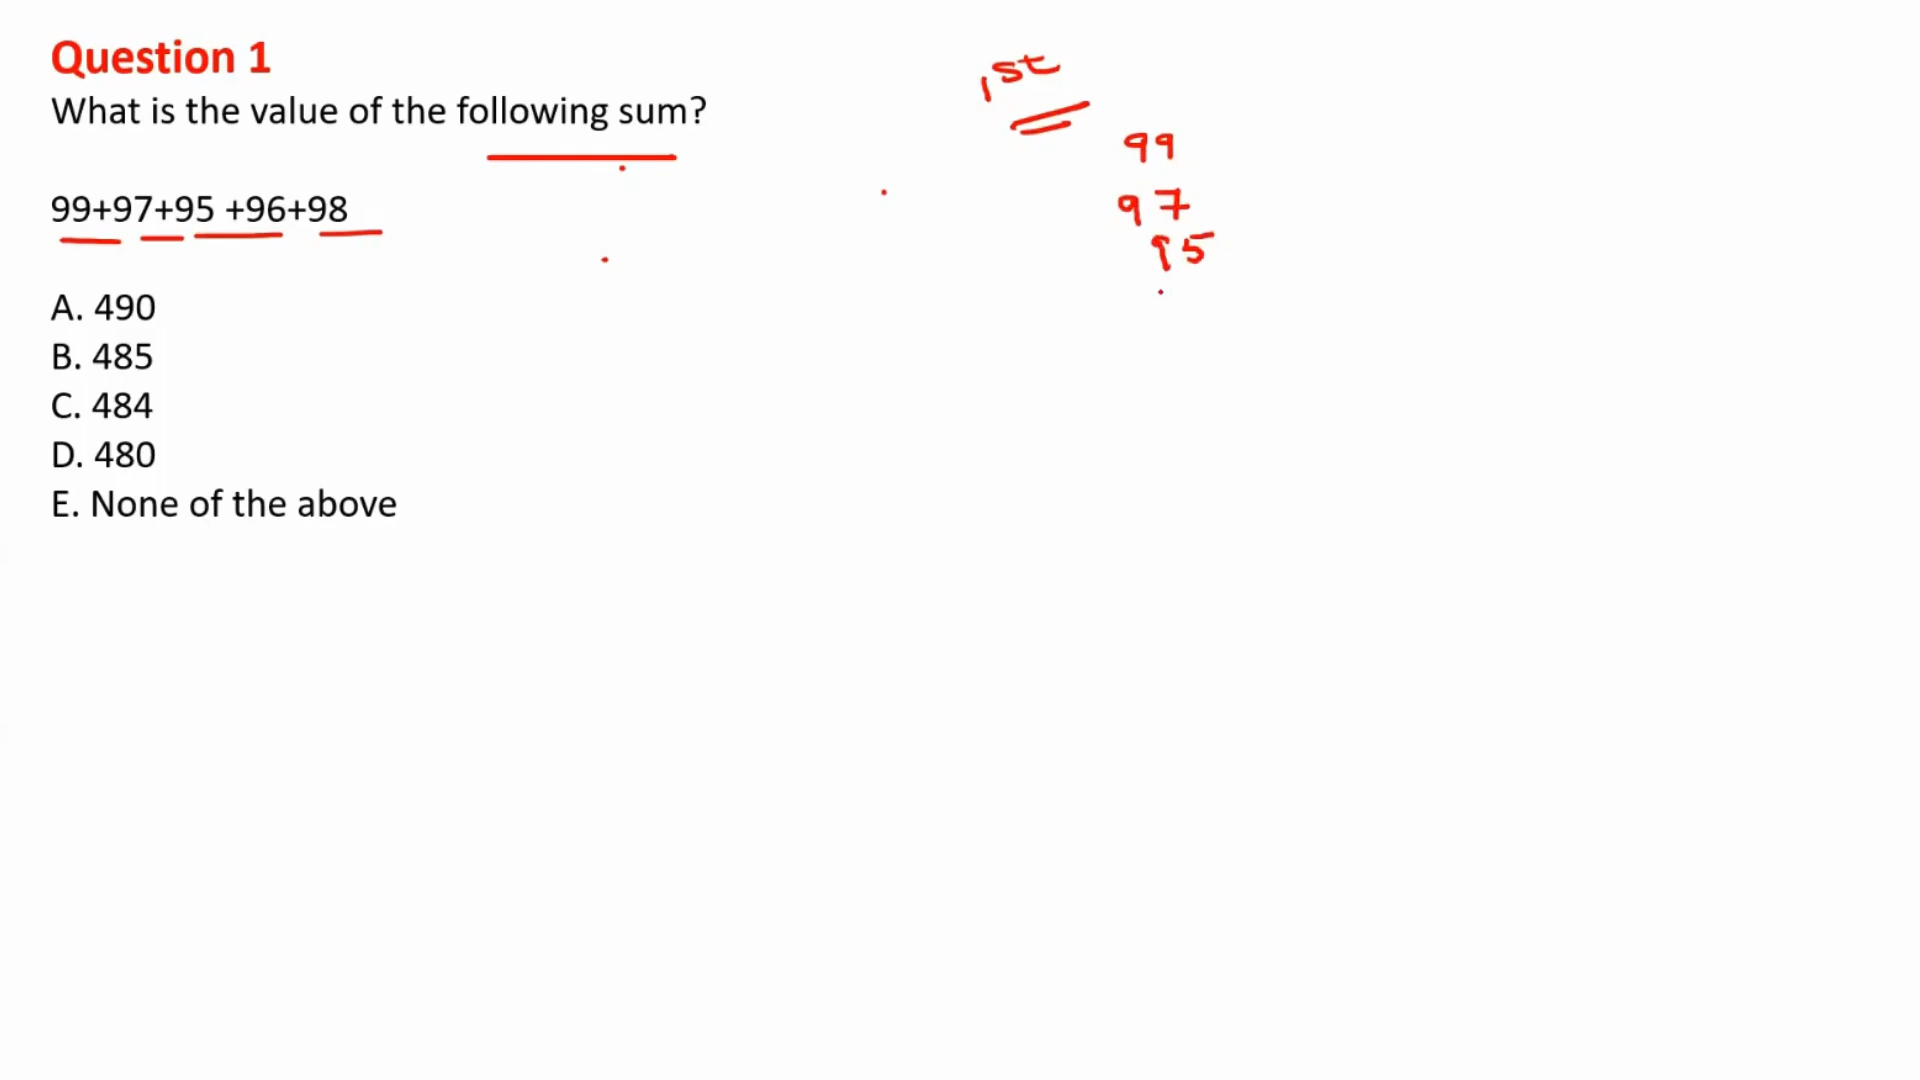 Question 1
What is the value of the following sum?
99+97+95 +96+98
A. 490
B. 485
C. 484
D. 480
E. None of the above
1st
99
97
95